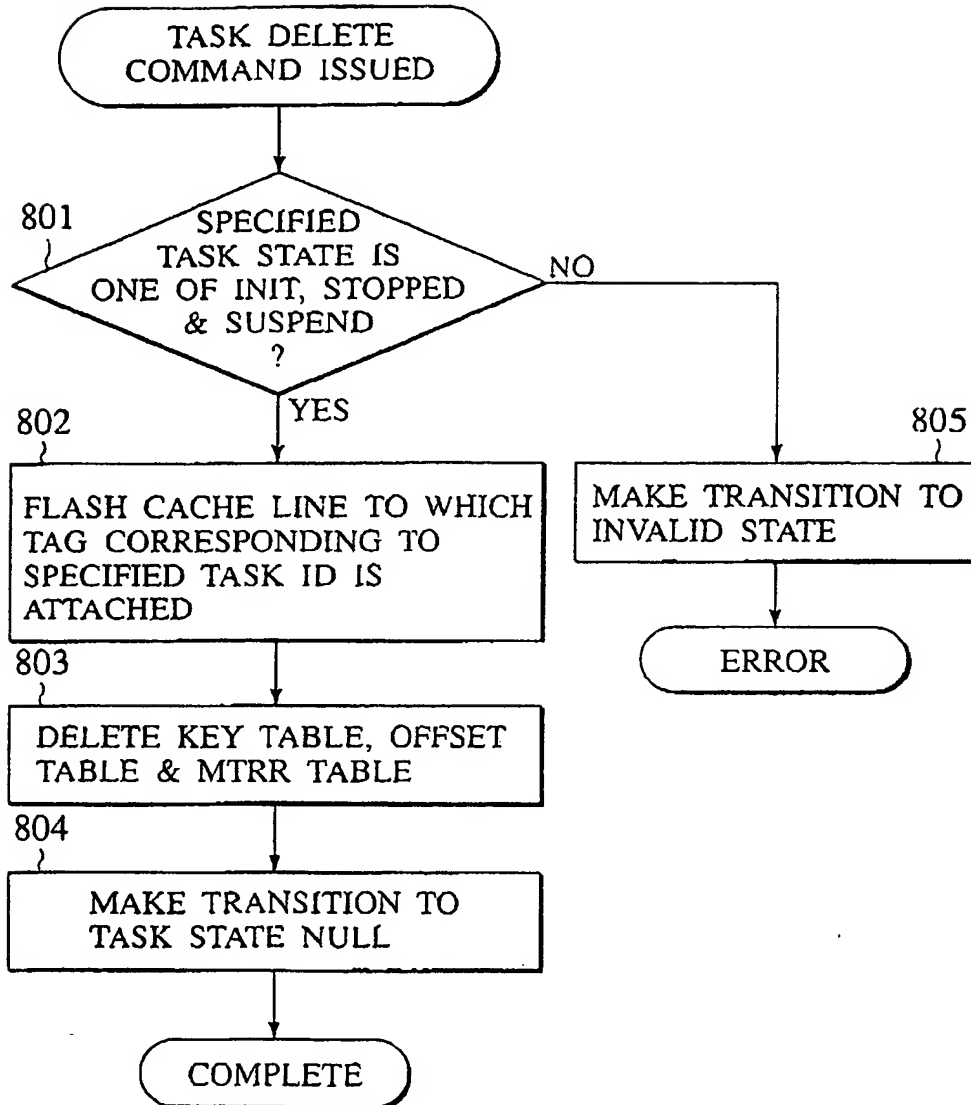 TASK DELETE
COMMAND ISSUED
801
SPECIFIED
TASK STATE IS
ONE OF INIT, STOPPED
& SUSPEND
?
NO
YES
802
FLASH CACHE LINE TO WHICH
TAG CORRESPONDING TO
SPECIFIED TASK ID IS
ATTACHED
805
MAKE TRANSITION TO
INVALID STATE
ERROR
803
DELETE KEY TABLE, OFFSET
TABLE & MTRR TABLE
804
MAKE TRANSITION TO
TASK STATE NULL
COMPLETE